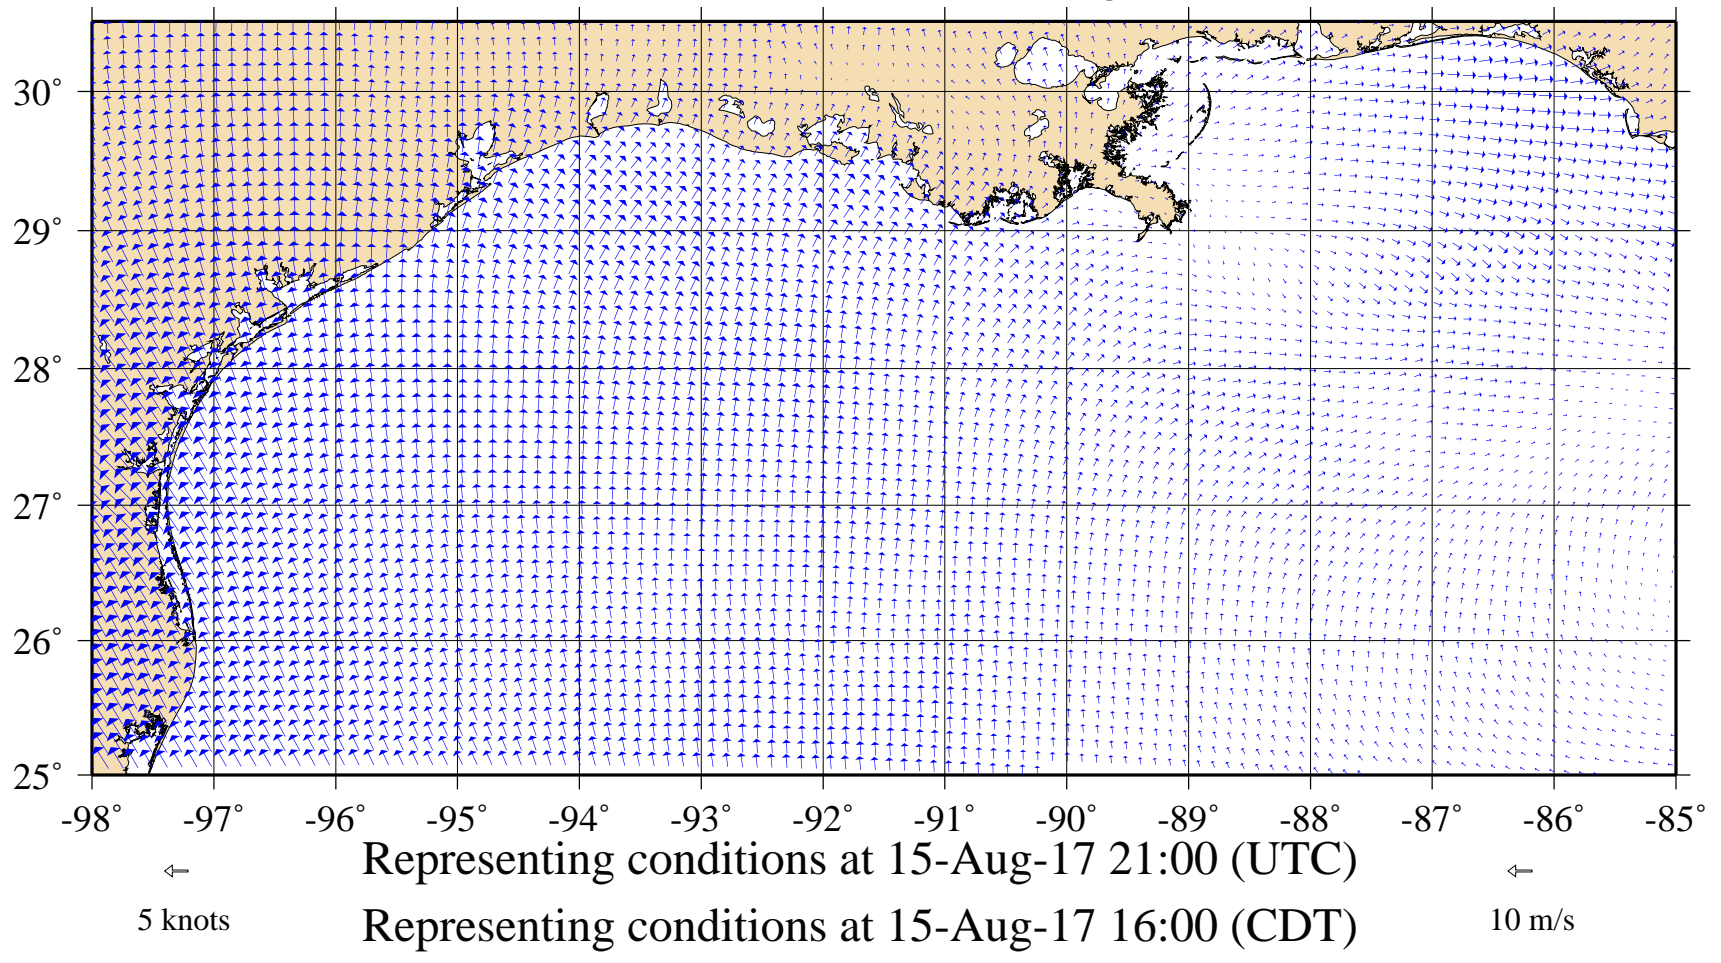 30°
29°
28°
27°
26°
25°
-98° -97° -96° -95° -94° -93° -92° -91° -90° -89° -88° -87° -86° -85°
Representing conditions at 15-Aug-17 21:00 (UTC)
5 knots
10 m/s
Representing conditions at 15-Aug-17 16:00 (CDT)